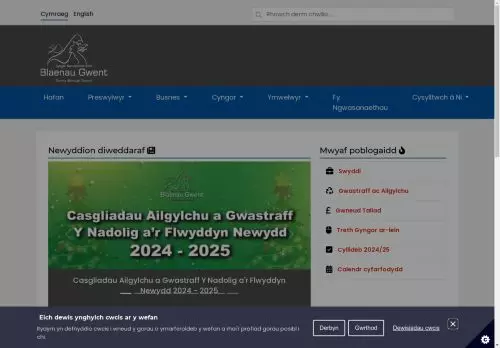 Cymraeg English
Rhowch derm chwilio...
Blaenau Gwent
Hafan Preswylwyr Busnes Cyngor Ymwelwyr Fy Ngwasanaethau Cysylltwch â Ni
Newyddion diweddaraf
Blaenau Gwent
Casgliadau Ailgylchu a Gwastraff
Y Nadolig a'r Flwyddyn Newydd
2024 - 2025
Casgliadau Ailgylchu a Gwastraff Y Nadolig a'r Flwyddyn
Newydd 2024 - 2025
Mwyaf poblogaidd
Swyddi
Gwastraff ac Ailgylchu
Gwneud Taliad
Treth Gyngor ar-lein
Cyllideb 2024/25
Calendr cyfarfodydd
Eich dewis ynghylch cwcis ar y wefan
Rydym yn defnyddio cwcis i wneud y gorau o ymarferoldeb y wefan a rhoi'r profiad gorau posibl i
chi.
Derbyn Gwrthod Dewisiadau cwcis